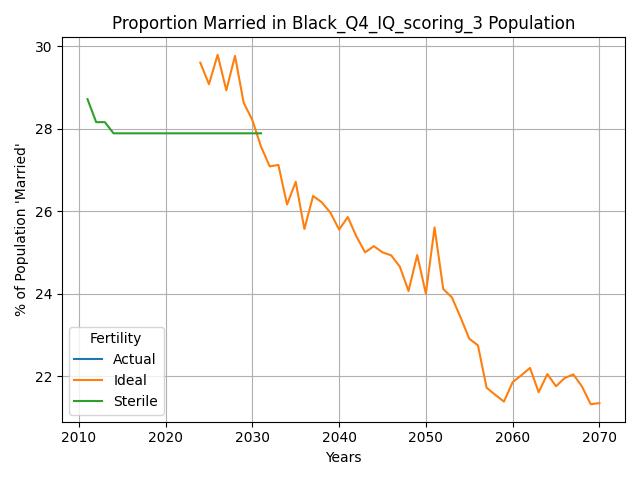 Proportion Married in Black_Q4_IQ_scoring_3 Population
% of Population 'Married'
30
28
26
24
22
Fertility
Actual
Ideal
Sterile
2010 2020 2030 2040 2050 2060 2070
Years